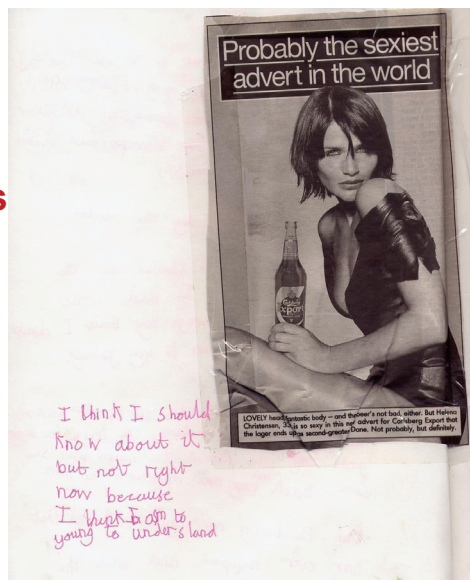 Probably the sexiest
advert in the world
Carlsberg
Export
LOVELY head, fantastic body – and the beer's not bad, either. But Helena
Christensen, 33, is so sexy in this new advert for Carlsberg Export that
the lager ends up as second-greatest Dane. Not probably, but definitely.
I think I should
know about it
but not right
now because
I think I am to
young to understand
s